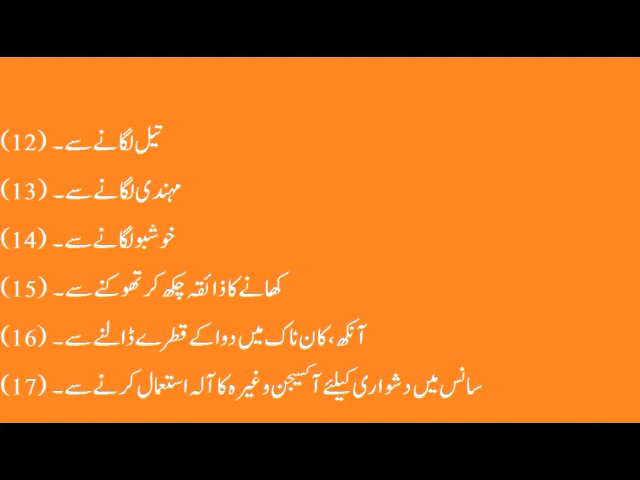 (12) تیل لگانے سے۔
(13) مہندی لگانے سے۔
(14) خوشبو لگانے سے۔
(15) کھانے کا ذائقہ چکھ کر تھوکنے سے۔
(16) آنکھ، کان ناک میں دوا کے قطرے ڈالنے سے۔
(17) سانس میں دشواری کیلئے آکسیجن وغیرہ کا آلہ استعمال کرنے سے۔